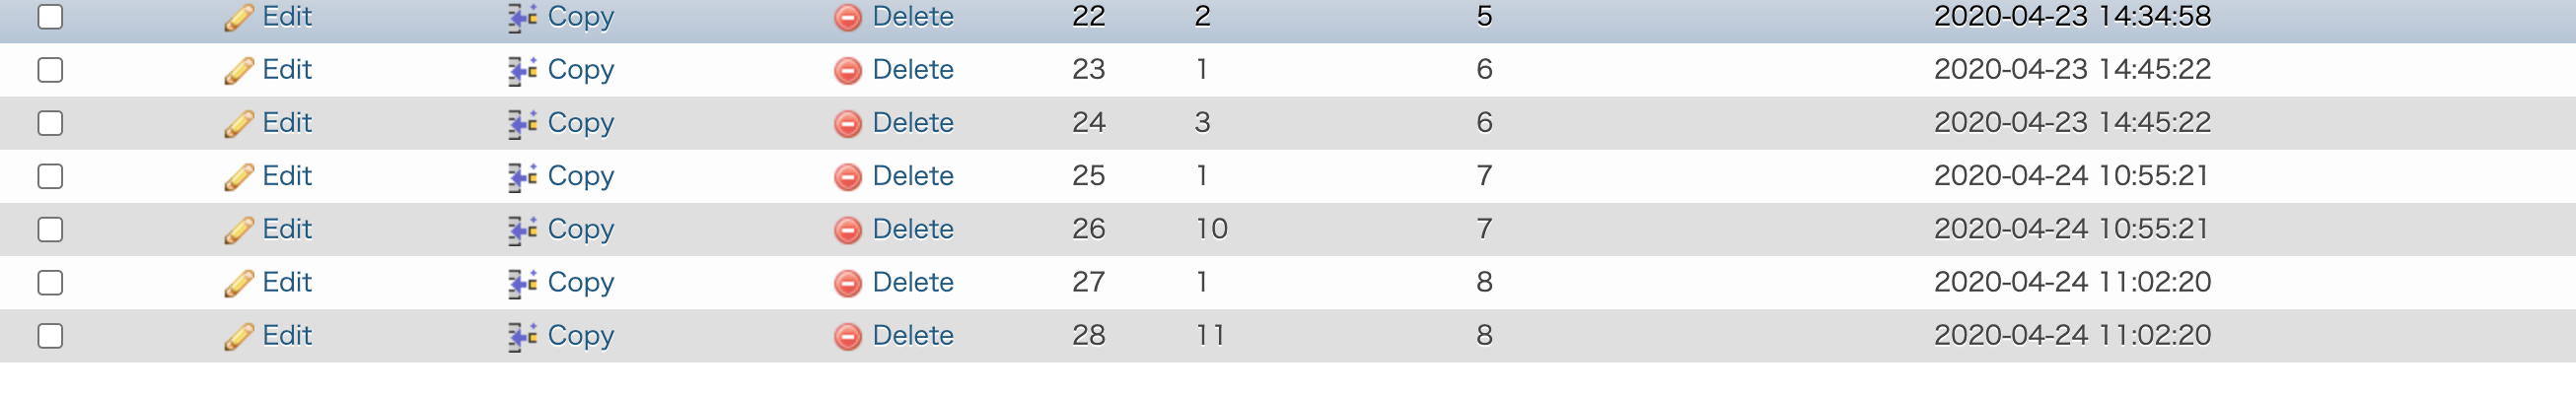 Edit Copy Delete 22 2 5 2020-04-23 14:34:58
Edit Copy Delete 23 1 6 2020-04-23 14:45:22
Edit Copy Delete 24 3 6 2020-04-23 14:45:22
Edit Copy Delete 25 1 7 2020-04-24 10:55:21
Edit Copy Delete 26 10 7 2020-04-24 10:55:21
Edit Copy Delete 27 1 8 2020-04-24 11:02:20
Edit Copy Delete 28 11 8 2020-04-24 11:02:20